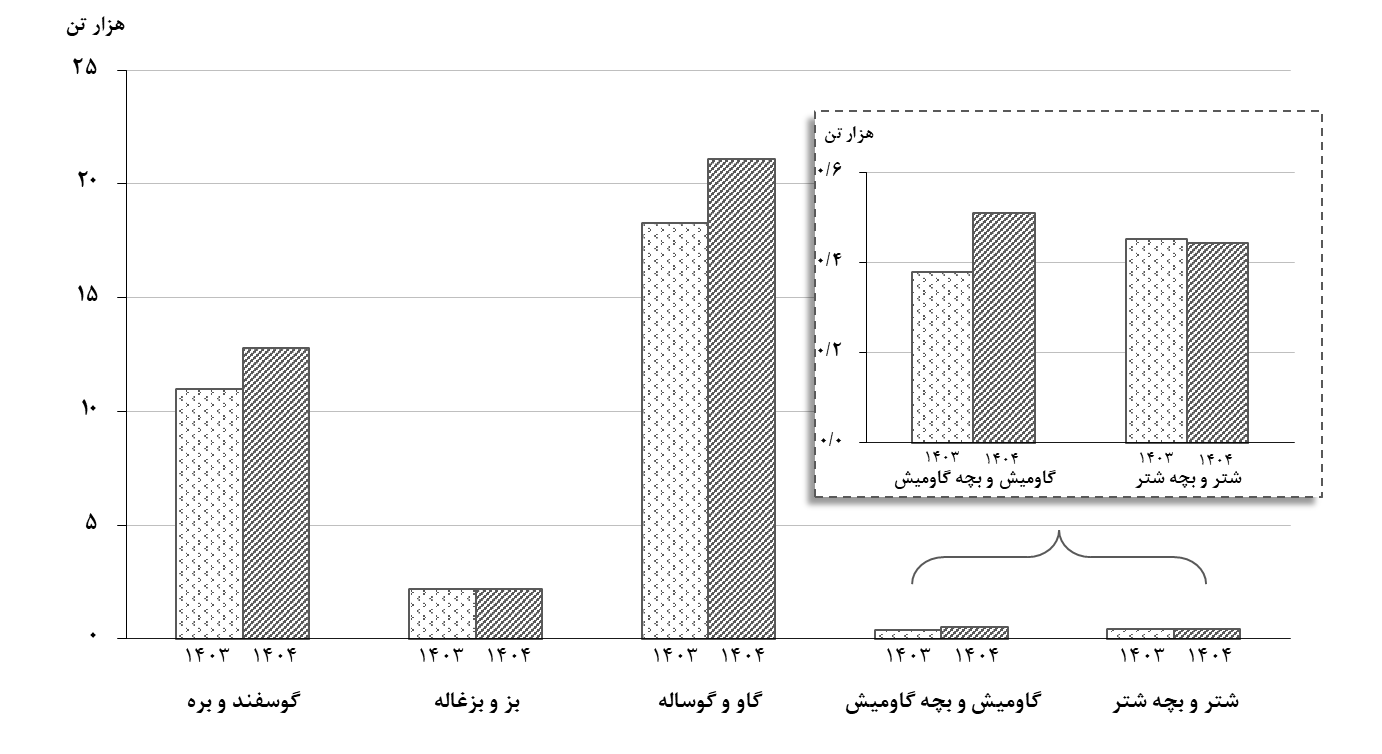 هزار تن
۲۵
۲۰
۱۵
۱۰
۵
۰
۱۴۰۳ ۱۴۰۴
گوسفند و بره
۱۴۰۳ ۱۴۰۴
بز و بزغاله
۱۴۰۳ ۱۴۰۴
گاو و گوساله
۱۴۰۳ ۱۴۰۴
گاومیش و بچه گاومیش
۱۴۰۳ ۱۴۰۴
شتر و بچه شتر
هزار تن
۰/۶
۰/۴
۰/۲
۰/۰
۱۴۰۳ ۱۴۰۴
گاومیش و بچه گاومیش
۱۴۰۳ ۱۴۰۴
شتر و بچه شتر